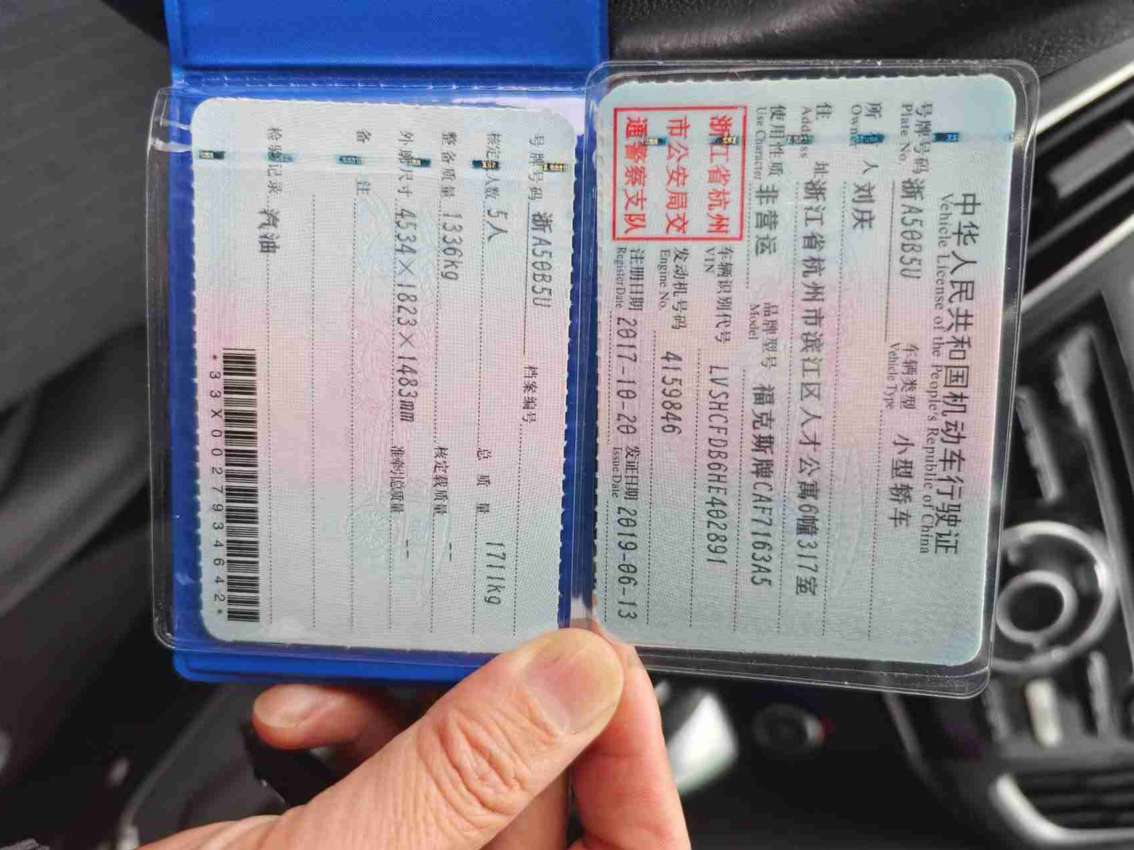 中华人民共和国机动车行驶证
Vehicle License of the People's Republic of China
号牌号码 浙A50B5U 车辆类型 小型轿车
Plate No. Vehicle Type
所有人 刘庆
Owner
住址 浙江省杭州市滨江区人才公寓6幢317室
Address
使用性质 非营运 品牌型号 福克斯牌CAF7163A5
Use Character Model
浙江省杭州
市公安局交
通警察支队
车辆识别代号 LVSHCFDB6HE402891
VIN
发动机号码 4159846
Engine No.
注册日期 2017-10-20 发证日期 2019-06-13
Register Date Issue Date
号牌号码 浙A50B5U 档案编号
核定载人数 5人 总质量 1711kg
整备质量 1336kg 核定载质量 --
外廓尺寸 4534×1823×1483mm 准牵引总质量 --
备注
检验记录 汽油
*33X0027934642*